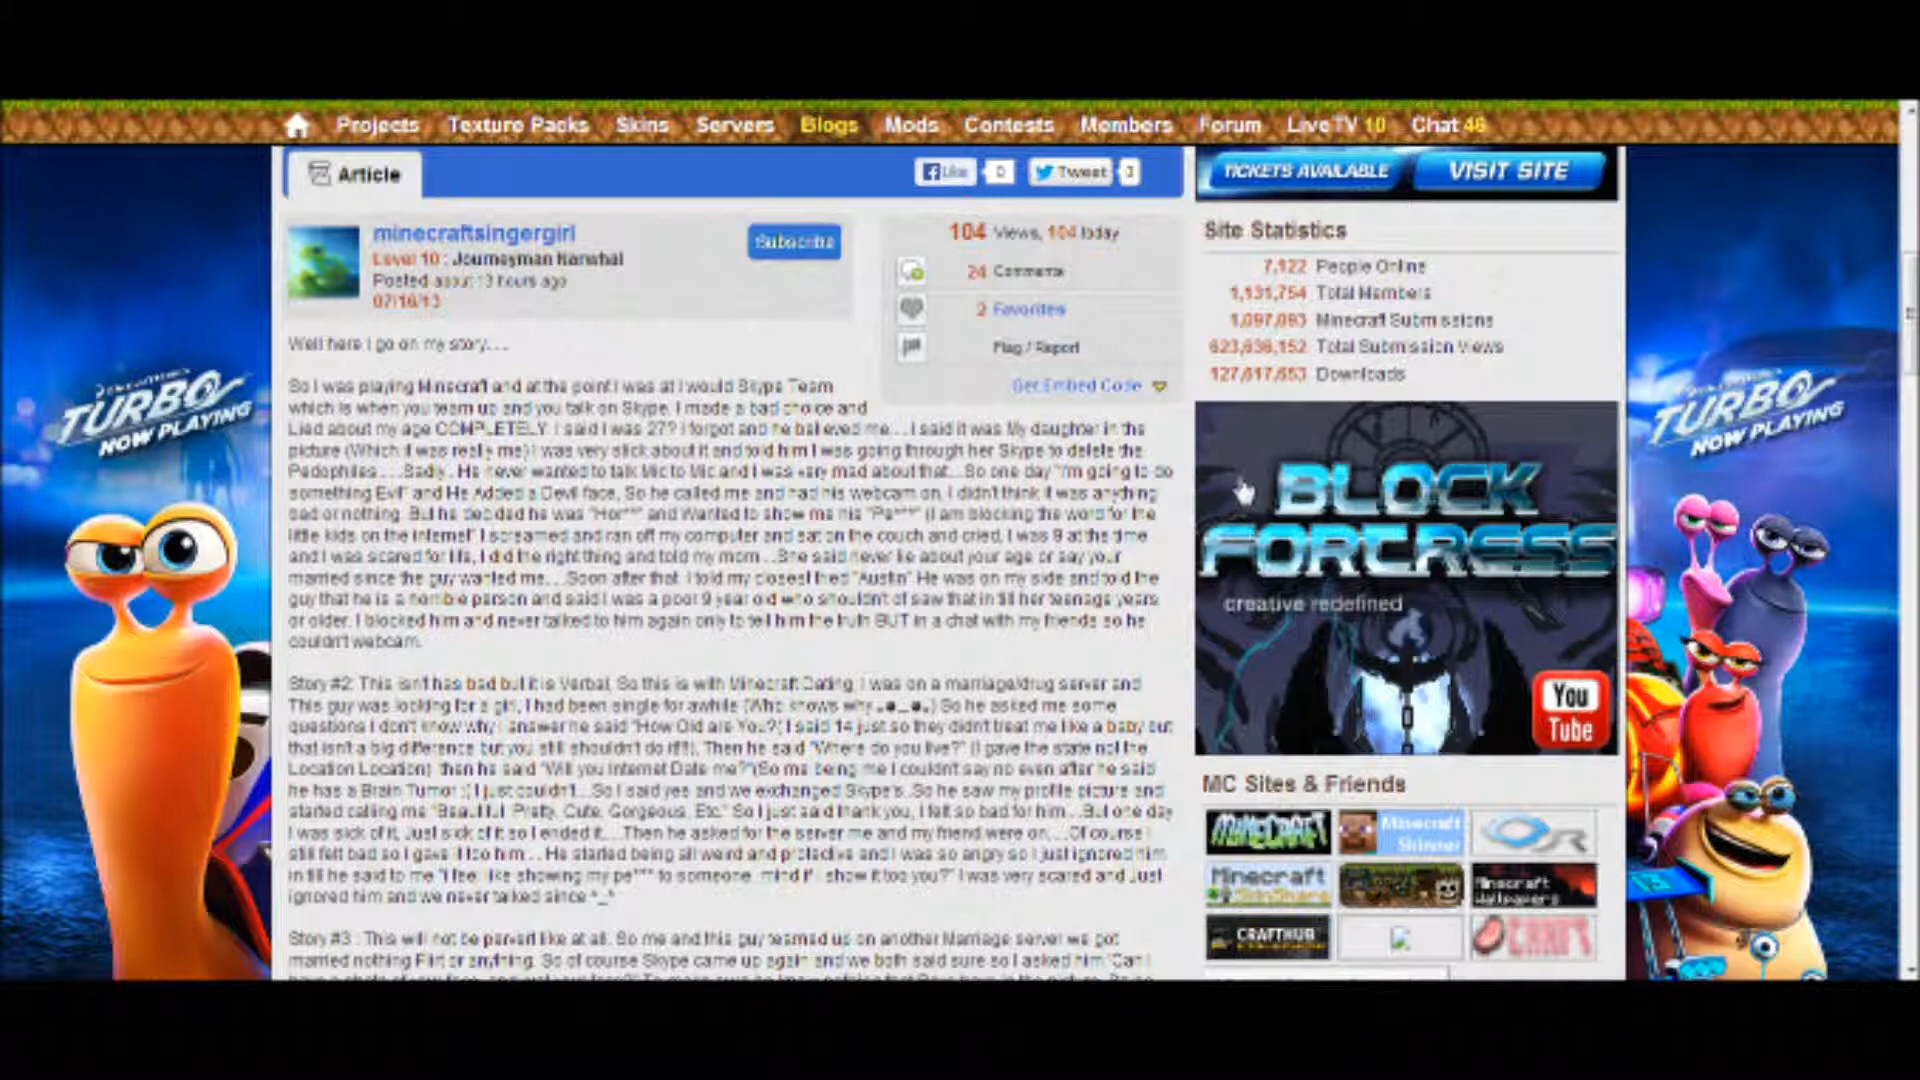 Projects Texture Packs Skins Servers Blogs Mods Contests Members Forum Live TV 10 Chat 46
Article
Like 0 Tweet 3
minecraftsingergirl
Subscribe
Level 10 : Journeyman Narwhal
Posted about 13 hours ago
07/16/13
104 Views, 104 today
24 Comments
2 Favorites
Flag / Report
Get Embed Code
Well here I go on my story....
So I was playing Minecraft and at the point I was at I would Skype Team
which is when you team up and you talk on Skype. I made a bad choice and
Lied about my age COMPLETELY. I said I was 27? I forgot and he believed me....I said it was My daughter in the
picture (Which it was really me) I was very slick about it and told him I was going through her Skype to delete the
Pedophiles.....Sadly.. He never wanted to talk Mic to Mic and I was very mad about that...So one day "I'm going to do
something Evil" and He Added a Devil face. So he called me and had his webcam on, I didn't think it was anything
bad or nothing. But he decided he was "Hor***" and Wanted to show me his "Pe****" (I am blocking the word for the
little kids on the internet" I screamed and ran off my computer and sat on the couch and cried, I was 9 at the time
and I was scared for life, I did the right thing and told my mom...She said never lie about your age or say your
married since the guy wanted me....Soon after that. I told my closest fried "Austin" He was on my side and told the
guy that he is a horrible person and said I was a poor 9 year old who shouldn't of saw that in till her teenage years
or older. I blocked him and never talked to him again only to tell him the truth BUT in a chat with my friends so he
couldn't webcam.
Story #2: This isn't has bad but it is Verbal, So this is with Minecraft Dating, I was on a marriage/drug server and
This guy was looking for a girl, I had been single for awhile (Who knows why ) So he asked me some
questions I don't know why I answer he said "How Old are You?( I said 14 just so they didn't treat me like a baby but
that isn't a big difference but you still shouldn't do it!!!). Then he said "Where do you live?" (I gave the state not the
Location Location) then he said "Will you Internet Date me?"(So me being me I couldn't say no even after he said
he has a Brain Tumor :( I just couldn't....So I said yes and we exchanged Skype's..So he saw my profile picture and
started calling me "Beautiful, Pretty, Cute, Gorgeous, Etc." So I just said thank you, I felt so bad for him...But one day
I was sick of it, Just sick of it so I ended it....Then he asked for the server me and my friend were on....Of course I
still felt bad so I gave it too him.... He started being all weird and protective and I was so angry so I just ignored him
in till he said to me "I feel like showing my pe*** to someone, mind if I show it too you?" I was very scared and Just
ignored him and we never talked since ^_^
Story #3 : This will not be pervert like at all. So me and this guy teamed up on another Marriage server we got
married nothing Flirt or anything. So of course Skype came up again and we both said sure so I asked him "Can I
TICKETS AVAILABLE VISIT SITE
Site Statistics
7,122 People Online
1,131,754 Total Members
1,097,093 Minecraft Submissions
623,636,152 Total Submission Views
127,617,653 Downloads
BLOCK
FORTRESS
creative redefined
You
Tube
MC Sites & Friends
MINECRAFT
Minecraft
Skinner
Minecraft
Minecraft
Wallpapers
CRAFTHUB
TURBO
NOW PLAYING
TURBO
NOW PLAYING
13